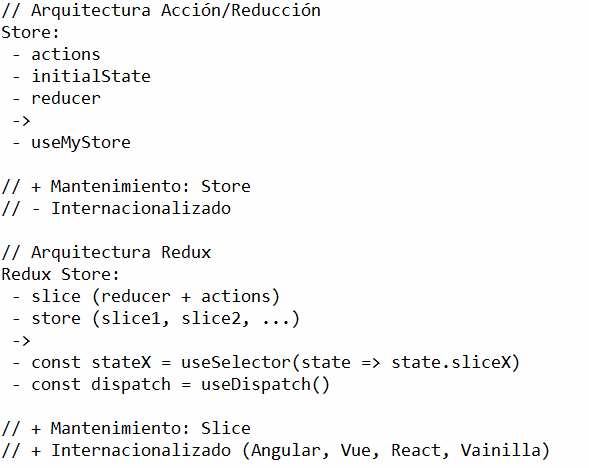 // Arquitectura Acción/Reducción
Store:
 - actions
 - initialState
 - reducer
 ->
 - useMyStore

// + Mantenimiento: Store
// - Internacionalizado

// Arquitectura Redux
Redux Store:
 - slice (reducer + actions)
 - store (slice1, slice2, ...)
 ->
 - const stateX = useSelector(state => state.sliceX)
 - const dispatch = useDispatch()

// + Mantenimiento: Slice
// + Internacionalizado (Angular, Vue, React, Vainilla)